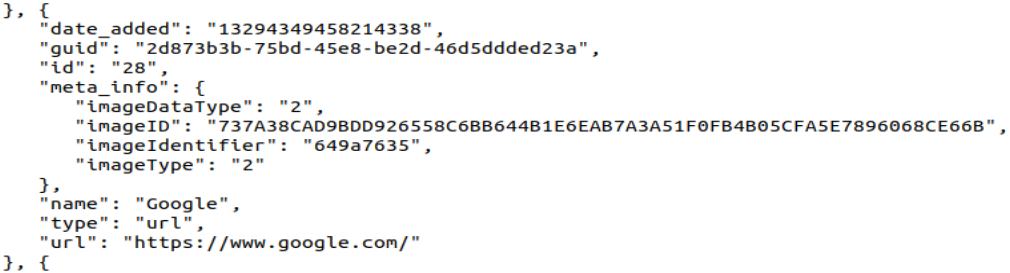 }, {
"date_added": "13294349458214338",
"guid": "2d873b3b-75bd-45e8-be2d-46d5ddded23a",
"id": "28",
"meta_info": {
"imageDataType": "2",
"imageID": "737A38CAD9BDD926558C6BB644B1E6EAB7A3A51F0FB4B05CFA5E7896068CE66B",
"imageIdentifier": "649a7635",
"imageType": "2"
},
"name": "Google",
"type": "url",
"url": "https://www.google.com/"
}, {